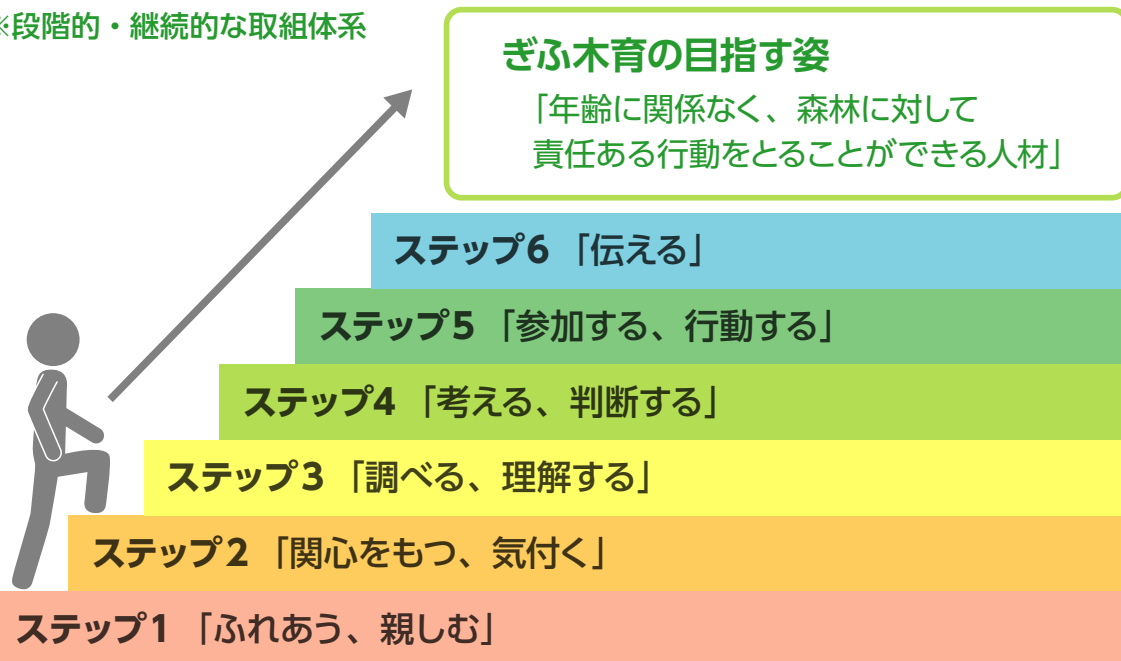 ※段階的・継続的な取組体系
ぎふ木育の目指す姿
「年齢に関係なく、森林に対して
責任ある行動をとることができる人材」
ステップ6「伝える」
ステップ5「参加する、行動する」
ステップ4「考える、判断する」
ステップ3「調べる、理解する」
ステップ2「関心をもつ、気付く」
ステップ1「ふれあう、親しむ」